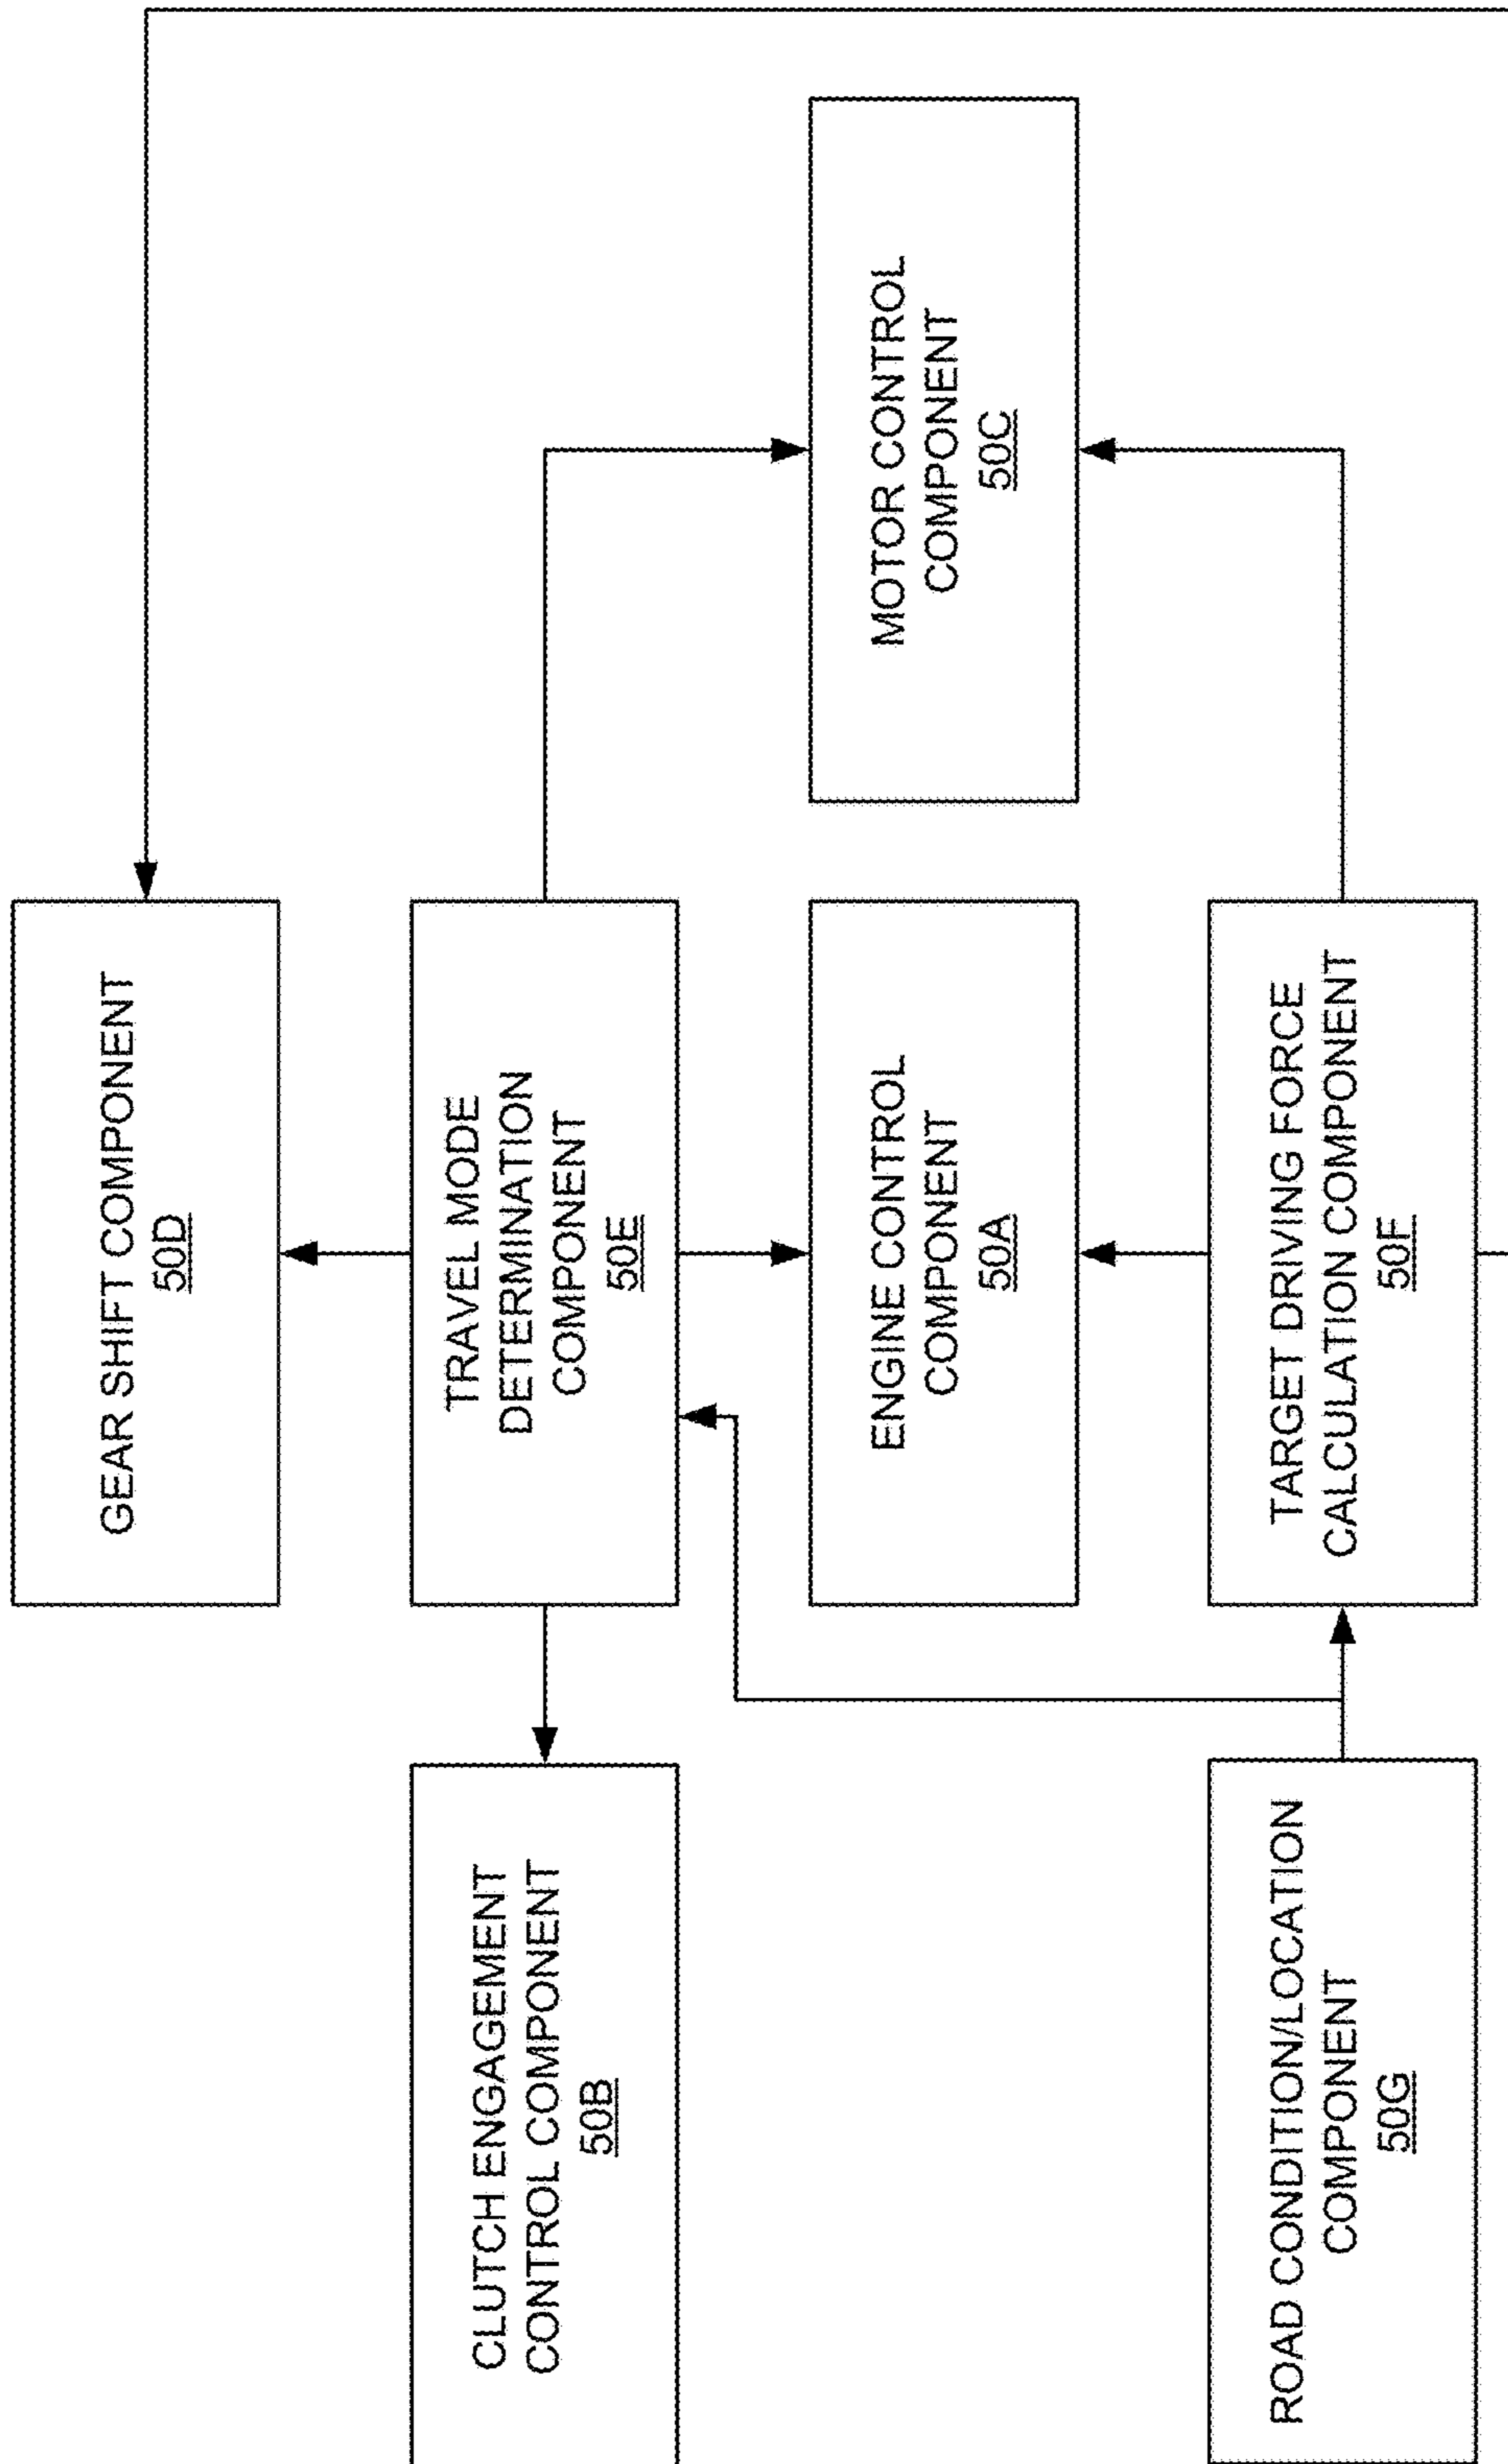 GEAR SHIFT COMPONENT
50D
CLUTCH ENGAGEMENT
CONTROL COMPONENT
50B
TRAVEL MODE
DETERMINATION
COMPONENT
50E
ENGINE CONTROL
COMPONENT
50A
MOTOR CONTROL
COMPONENT
50C
ROAD CONDITION/LOCATION
COMPONENT
50G
TARGET DRIVING FORCE
CALCULATION COMPONENT
50F